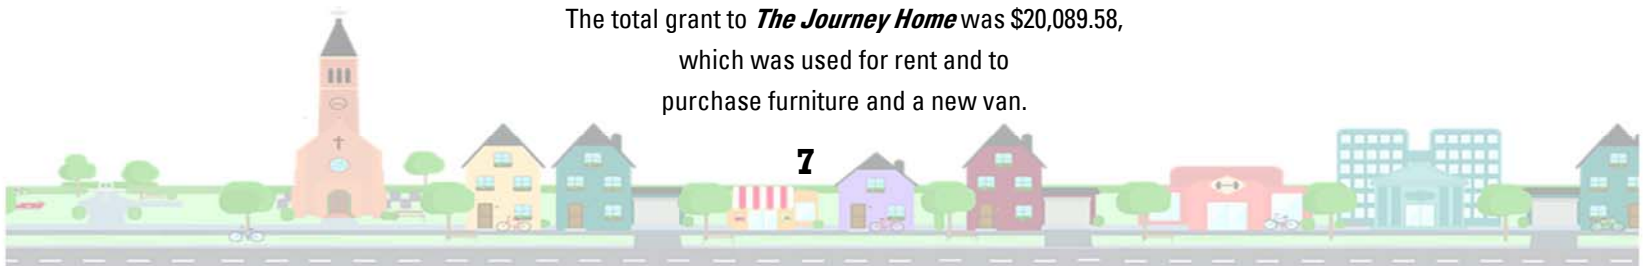 The total grant to The Journey Home was $20,089.58,
which was used for rent and to
purchase furniture and a new van.
7